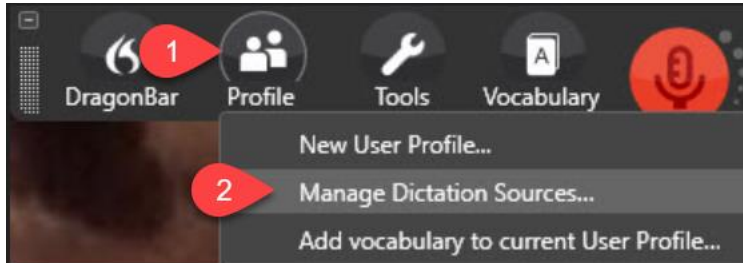 1
DragonBar Profile Tools Vocabulary
A
New User Profile...
2
Manage Dictation Sources...
Add vocabulary to current User Profile...